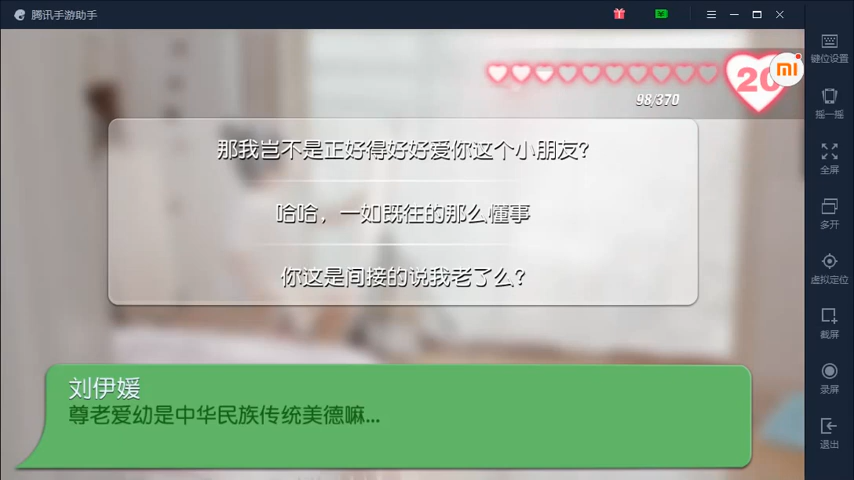 腾讯手游助手
键位设置
20
mi
98/370
摇一摇
那我岂不是正好得好好爱你这个小朋友?
全屏
哈哈，一如既往的那么懂事
多开
你这是间接的说我老了么?
虚拟定位
截屏
刘伊媛
尊老爱幼是中华民族传统美德嘛...
录屏
退出